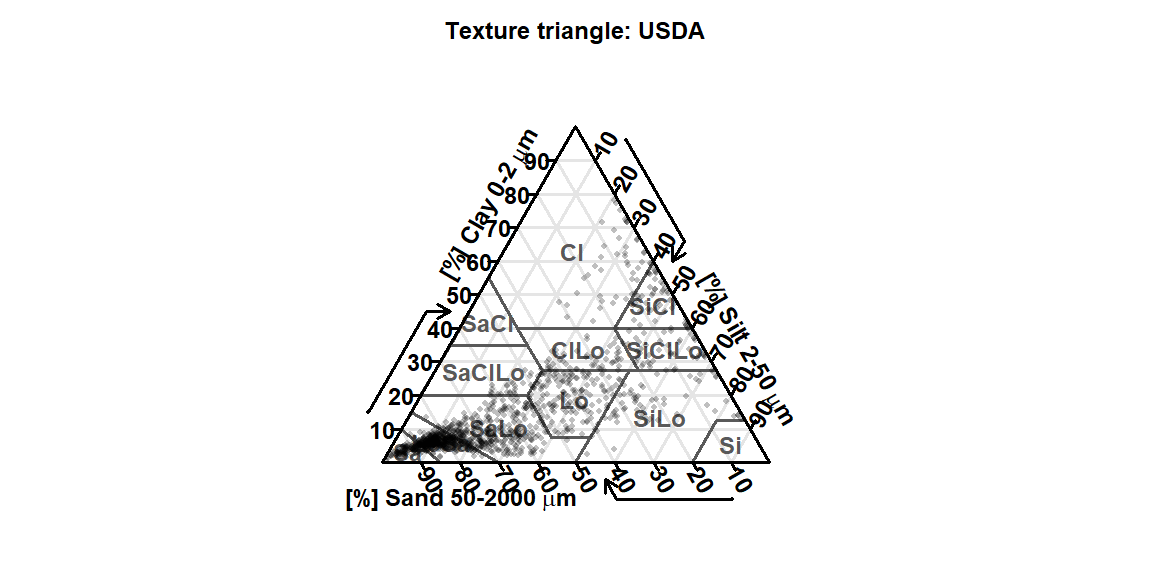 Texture triangle: USDA
[%] Clay 0-2 μm
[%] Silt 2-50 μm
[%] Sand 50-2000 μm
90
80
70
60
50
40
30
20
10
10
20
30
40
50
60
70
80
90
90
80
70
60
50
40
30
20
10
Cl
SiCl
SaCl
ClLo
SiClLo
SaClLo
Lo
SiLo
SaLo
Si
Sa